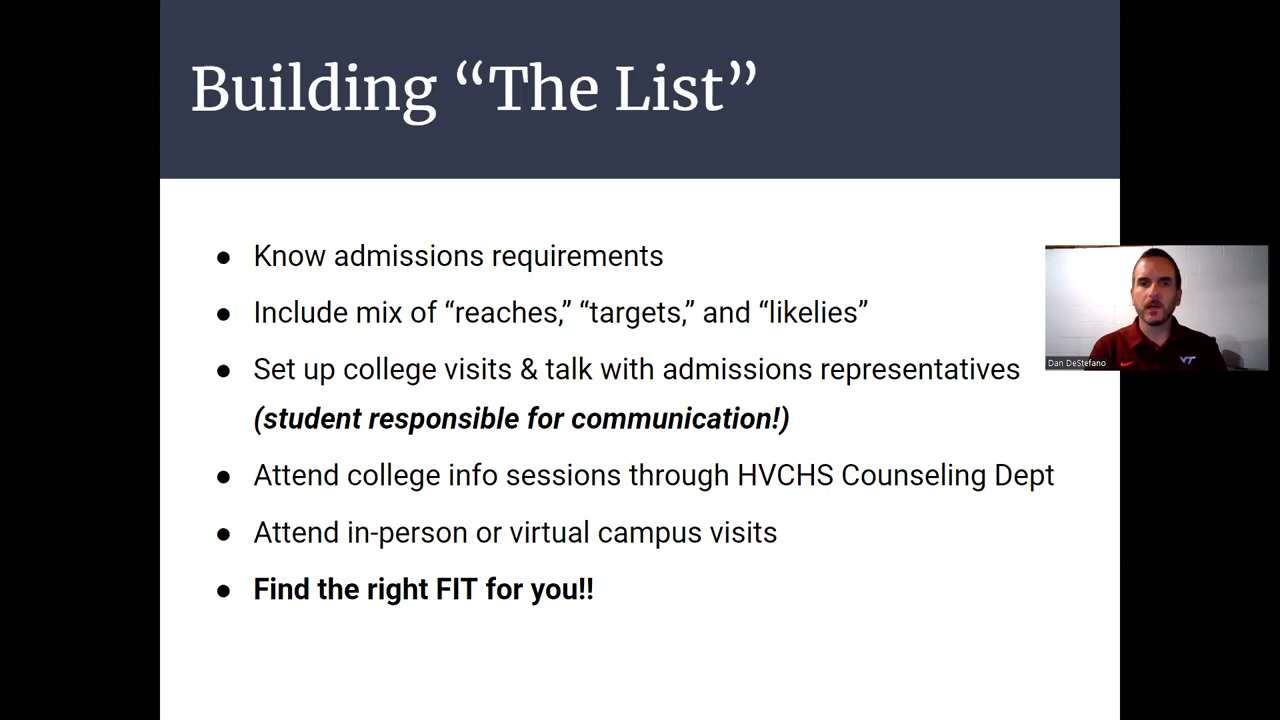 Building “The List”
● Know admissions requirements
● Include mix of “reaches,” “targets,” and “likelies”
● Set up college visits & talk with admissions representatives
(student responsible for communication!)
● Attend college info sessions through HVCHS Counseling Dept
● Attend in-person or virtual campus visits
● Find the right FIT for you!!
Dan DeStefano
VT